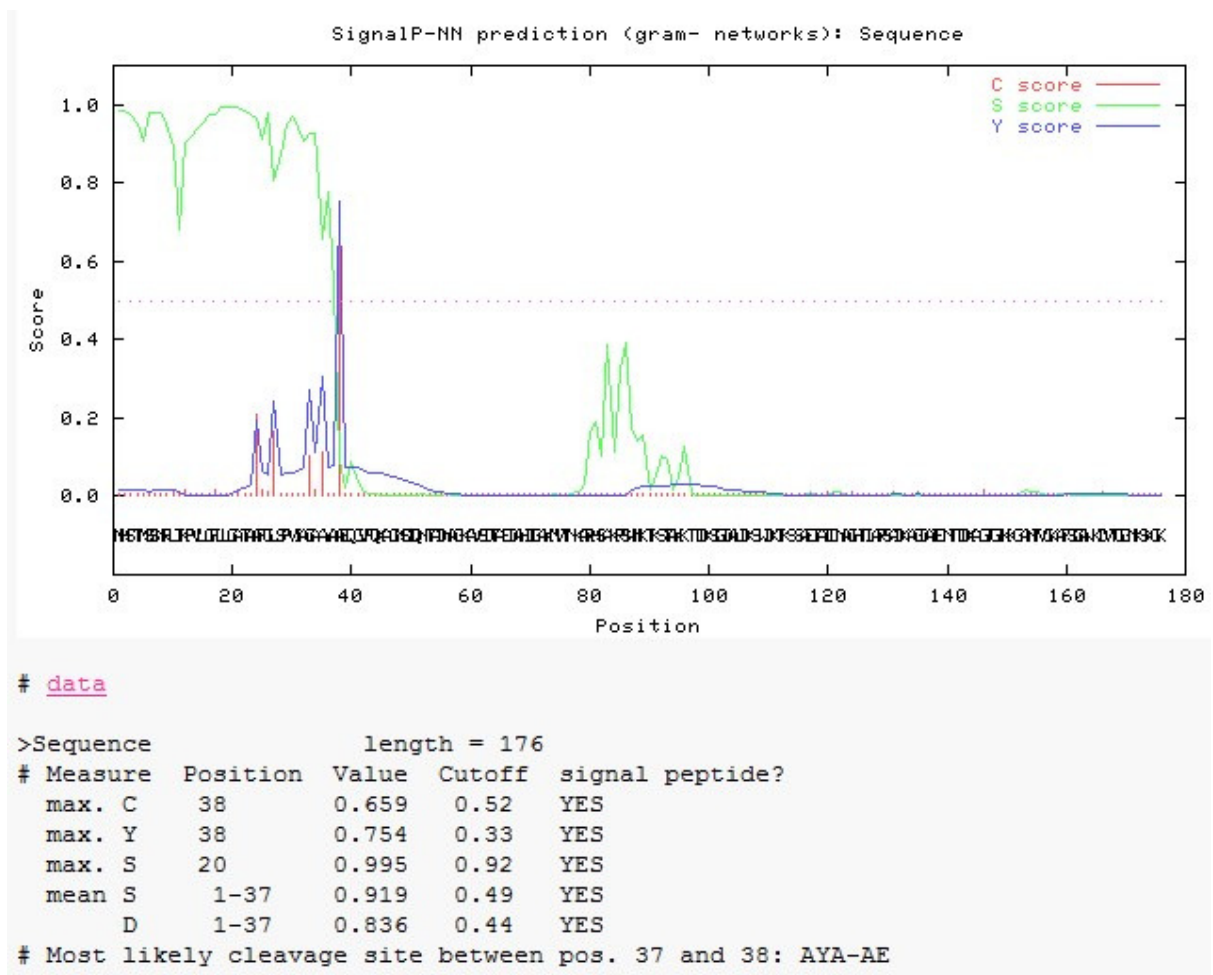 SignalP-NN prediction (gram- networks): Sequence
C score
S score
Y score
1.0
0.8
0.6
0.4
0.2
0.0
Score
0 20 40 60 80 100 120 140 160 180
Position
# data
>Sequence length = 176
# Measure Position Value Cutoff signal peptide?
max. C 38 0.659 0.52 YES
max. Y 38 0.754 0.33 YES
max. S 20 0.995 0.92 YES
mean S 1-37 0.919 0.49 YES
D 1-37 0.836 0.44 YES
# Most likely cleavage site between pos. 37 and 38: AYA-AE